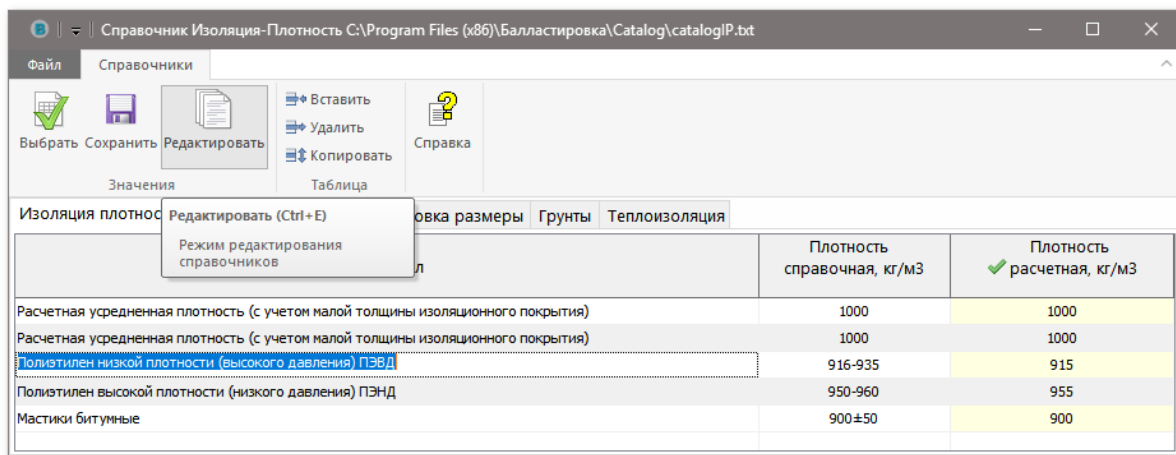 В Справочник Изоляция-Плотность C:\Program Files (x86)\Балластировка\Catalog\catalogIP.txt
Файл Справочники
Выбрать Сохранить Редактировать
Вставить
Удалить
Копировать
Справка
Значения Таблица
Изоляция плотнос овка размеры Грунты Теплоизоляция
Редактировать (Ctrl+E)
Режим редактирования
справочников
л
Плотность
справочная, кг/м3
Плотность
расчетная, кг/м3
Расчетная усредненная плотность (с учетом малой толщины изоляционного покрытия) 1000 1000
Расчетная усредненная плотность (с учетом малой толщины изоляционного покрытия) 1000 1000
Полиэтилен низкой плотности (высокого давления) ПЭВД 916-935 915
Полиэтилен высокой плотности (низкого давления) ПЭНД 950-960 955
Мастики битумные 900±50 900